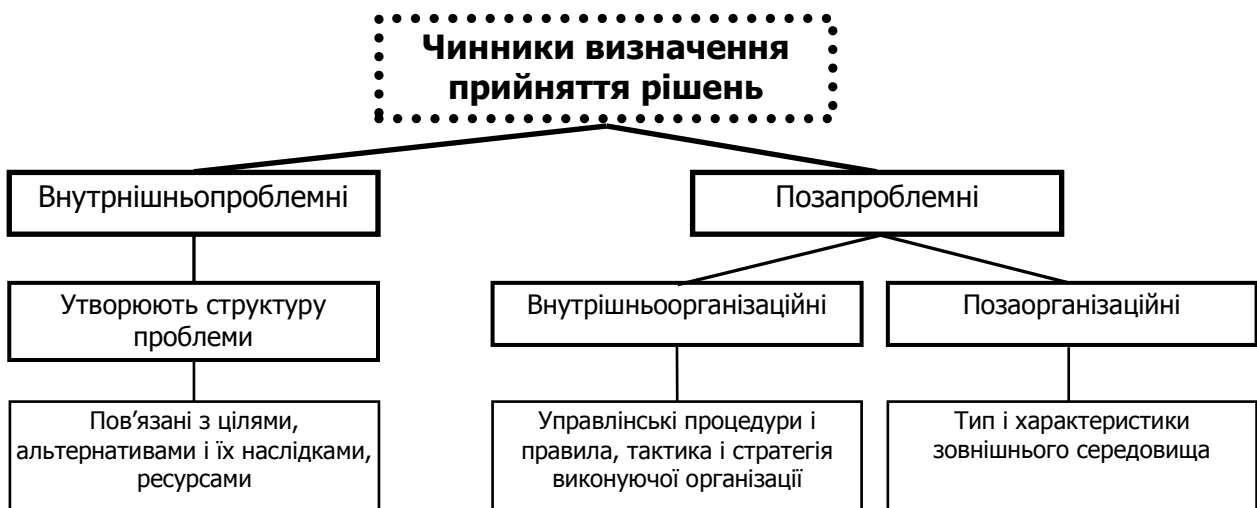 Чинники визначення
прийняття рішень
Внутрнішньопроблемні
Позапроблемні
Утворюють структуру
проблеми
Внутрішньоорганізаційні
Позаорганізаційні
Пов’язані з цілями,
альтернативами і їх наслідками,
ресурсами
Управлінські процедури і
правила, тактика і стратегія
виконуючої організації
Тип і характеристики
зовнішнього середовища